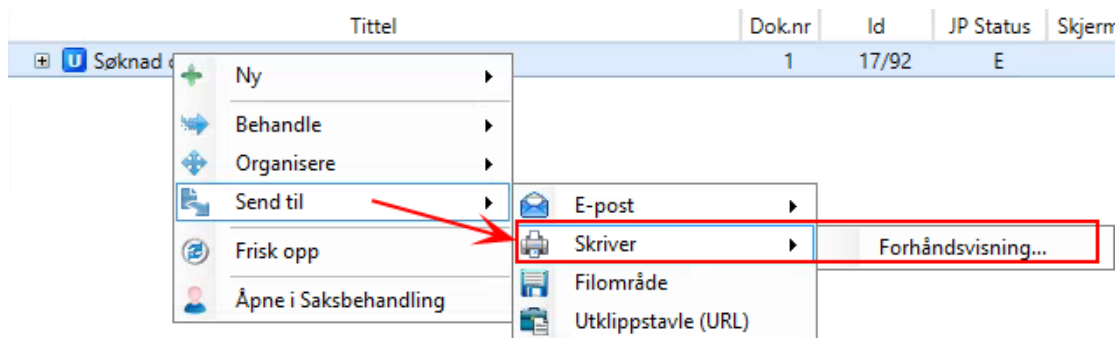 Tittel Dok.nr Id JP Status Skjerm
U Søknad 1 17/92 E
Ny
Behandle
Organisere
Send til
E-post
Frisk opp
Skriver
Forhåndsvisning...
Åpne i Saksbehandling
Filområde
Utklippstavle (URL)